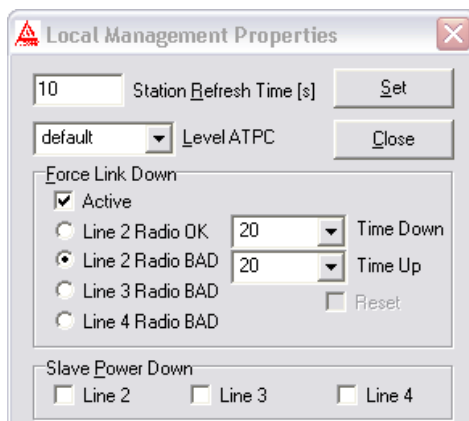 Local Management Properties
10 Station Refresh Time [s] Set
default Level ATPC Close
Force Link Down
Active
Line 2 Radio OK 20 Time Down
Line 2 Radio BAD 20 Time Up
Line 3 Radio BAD Reset
Line 4 Radio BAD
Slave Power Down
Line 2 Line 3 Line 4